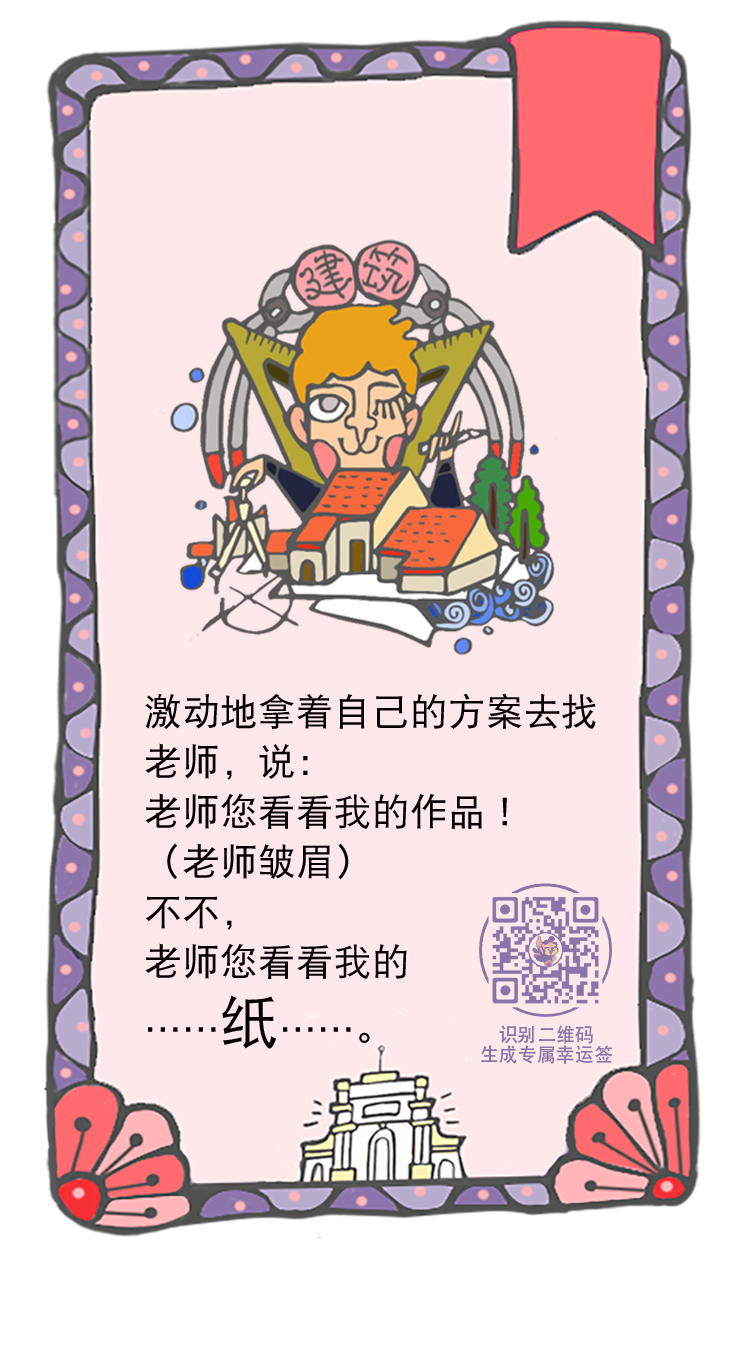 建筑
激动地拿着自己的方案去找
老师，说：
老师您看看我的作品！
（老师皱眉）
不不，
老师您看看我的
……纸……。
识别二维码
生成专属幸运签